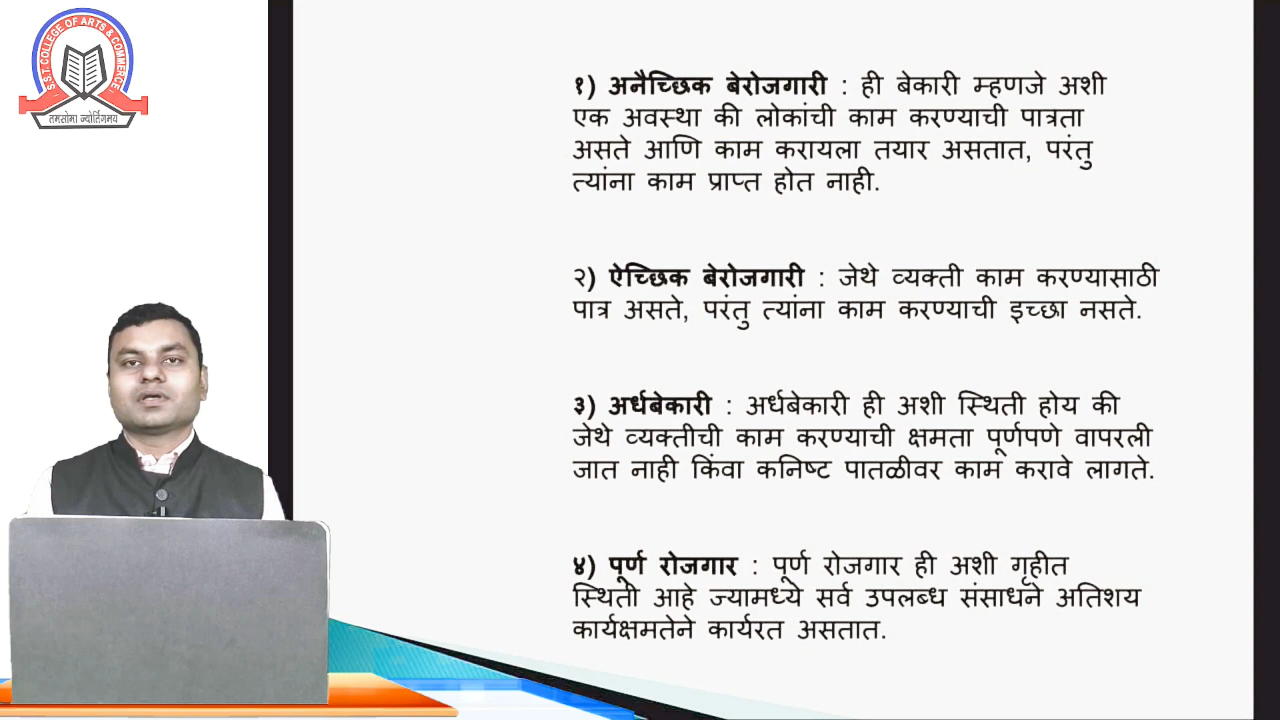 S.S.T. COLLEGE OF ARTS & COMMERCE
तमसोमा ज्योर्तिगमय
१) अनैच्छिक बेरोजगारी : ही बेकारी म्हणजे अशी
एक अवस्था की लोकांची काम करण्याची पात्रता
असते आणि काम करायला तयार असतात, परंतु
त्यांना काम प्राप्त होत नाही.
२) ऐच्छिक बेरोजगारी : जेथे व्यक्ती काम करण्यासाठी
पात्र असते, परंतु त्यांना काम करण्याची इच्छा नसते.
३) अर्धबेकारी : अर्धबेकारी ही अशी स्थिती होय की
जेथे व्यक्तीची काम करण्याची क्षमता पूर्णपणे वापरली
जात नाही किंवा कनिष्ट पातळीवर काम करावे लागते.
४) पूर्ण रोजगार : पूर्ण रोजगार ही अशी गृहीत
स्थिती आहे ज्यामध्ये सर्व उपलब्ध संसाधने अतिशय
कार्यक्षमतेने कार्यरत असतात.